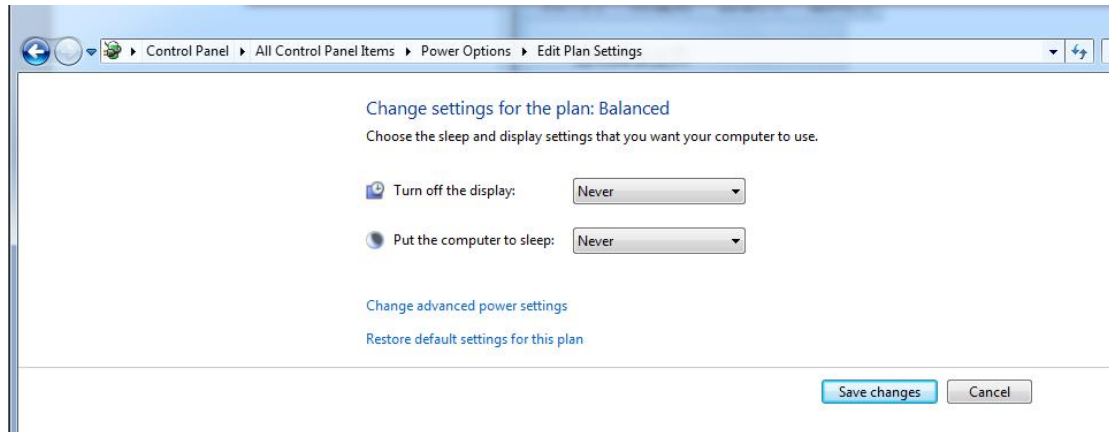 Control Panel All Control Panel Items Power Options Edit Plan Settings
Change settings for the plan: Balanced
Choose the sleep and display settings that you want your computer to use.
Turn off the display: Never
Put the computer to sleep: Never
Change advanced power settings
Restore default settings for this plan
Save changes Cancel